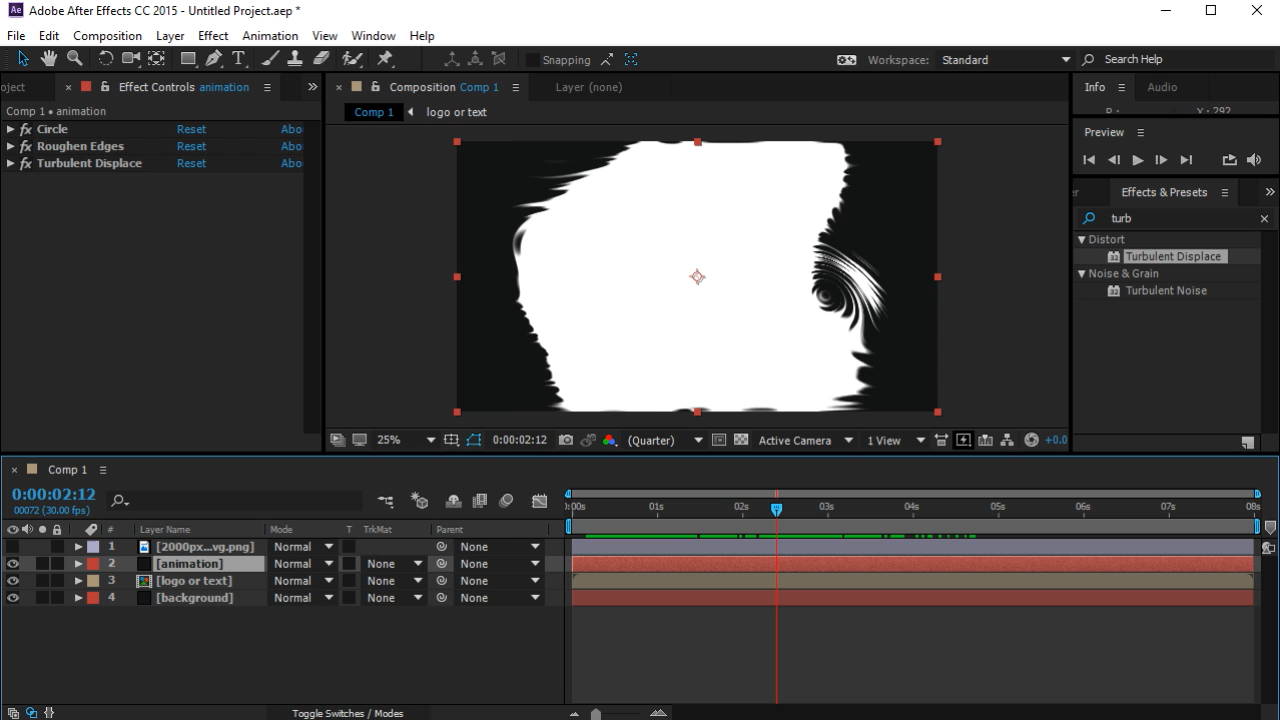 Ae Adobe After Effects CC 2015 - Untitled Project.aep *
File Edit Composition Layer Effect Animation View Window Help
T Snapping Workspace: Standard Search Help
oject × Effect Controls animation » × Composition Comp 1 Layer (none) Info Audio
Comp 1 • animation
Comp 1 logo or text
fx Circle Reset Abo
fx Roughen Edges Reset Abo
fx Turbulent Displace Reset Abo
Preview
Effects & Presets »
turb ×
Distort
32 Turbulent Displace
Noise & Grain
32 Turbulent Noise
25% 0:00:02:12 (Quarter) Active Camera 1 View +0.0
× Comp 1
0:00:02:12
00072 (30.00 fps)
:00s 01s 02s 03s 04s 05s 06s 07s 08s
# Layer Name Mode T TrkMat Parent
1 [2000px...vg.png] Normal None
2 [animation] Normal None None
3 [logo or text] Normal None None
4 [background] Normal None None
Toggle Switches / Modes